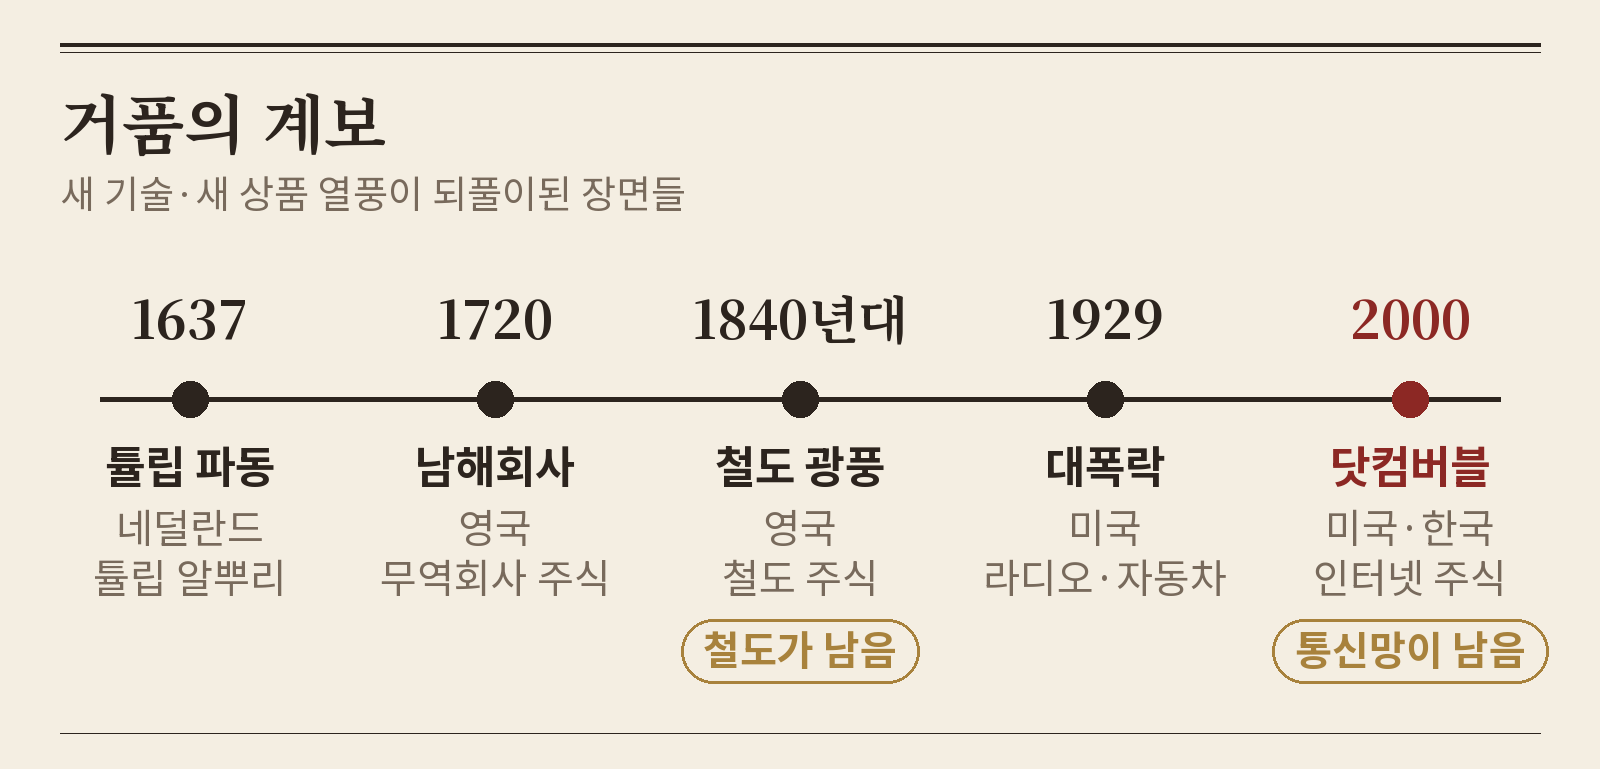 거품의 계보
새 기술·새 상품 열풍이 되풀이된 장면들
1637
튤립 파동
네덜란드
튤립 알뿌리
1720
남해회사
영국
무역회사 주식
1840년대
철도 광풍
영국
철도 주식
철도가 남음
1929
대폭락
미국
라디오·자동차
2000
닷컴버블
미국·한국
인터넷 주식
통신망이 남음